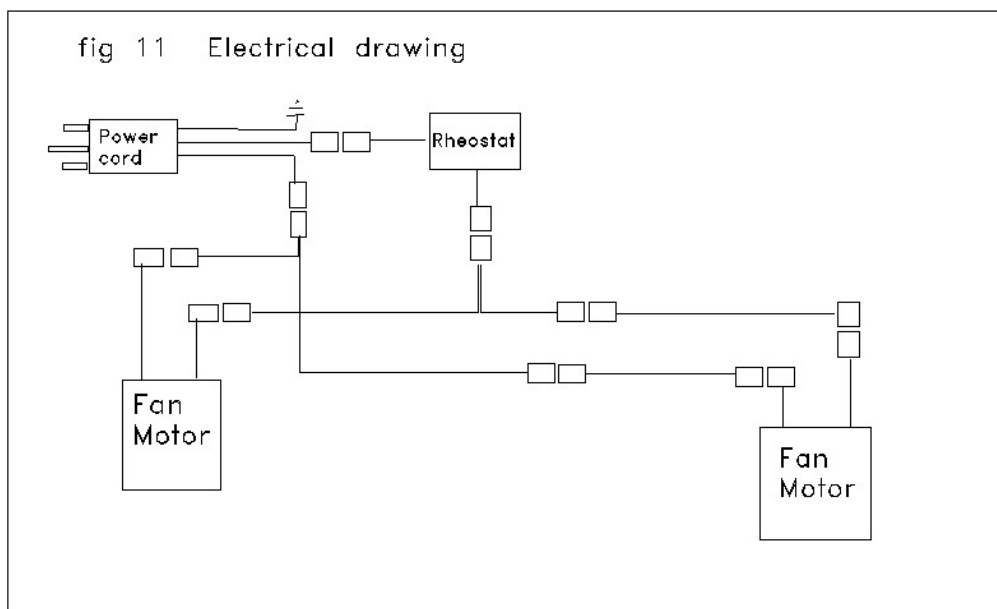 fig 11 Electrical drawing
Power
cord
Rheostat
Fan
Motor
Fan
Motor